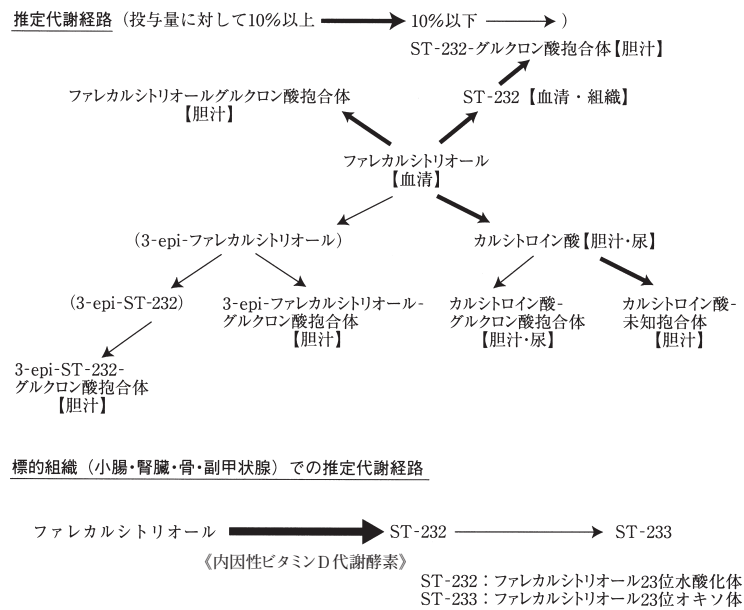 推定代謝経路（投与量に対して10%以上 10%以下 ）
ST-232-グルクロン酸抱合体【胆汁】
ファレカルシトリオールグルクロン酸抱合体
【胆汁】
ST-232【血清・組織】
ファレカルシトリオール
【血清】
（3-epi-ファレカルシトリオール）
カルシトロイン酸【胆汁・尿】
（3-epi-ST-232）
3-epi-ファレカルシトリオール-
グルクロン酸抱合体
【胆汁】
カルシトロイン酸-
グルクロン酸抱合体
【胆汁・尿】
カルシトロイン酸-
未知抱合体
【胆汁】
3-epi-ST-232-
グルクロン酸抱合体
【胆汁】
標的組織（小腸・腎臓・骨・副甲状腺）での推定代謝経路
ファレカルシトリオール ST-232 ST-233
《内因性ビタミンD代謝酵素》
ST-232：ファレカルシトリオール23位水酸化体
ST-233：ファレカルシトリオール23位オキソ体